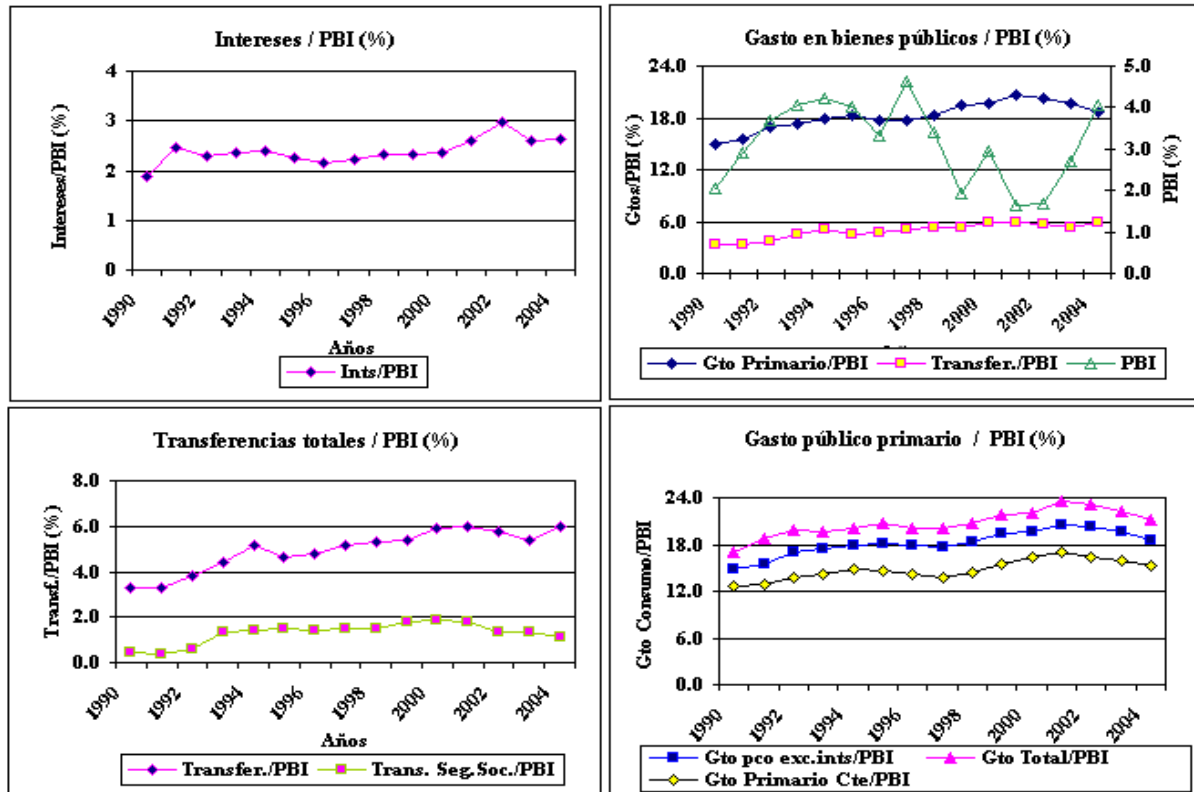 Intereses / PBI (%)
Intereses/PBI (%)
4
3
2
1
0
1990
1992
1994
1996
1998
2000
2002
2004
Años
Ints/PBI
Gasto en bienes públicos / PBI (%)
Gtos/PBI (%)
24.0
18.0
12.0
6.0
0.0
5.0
4.0
3.0
2.0
1.0
0.0
PBI (%)
1990
1992
1994
1996
1998
2000
2002
2004
Gto Primario/PBI
Transfer./PBI
PBI
Transferencias totales / PBI (%)
Transf./PBI (%)
8.0
6.0
4.0
2.0
0.0
1990
1992
1994
1996
1998
2000
2002
2004
Años
Transfer./PBI
Trans. Seg.Soc./PBI
Gasto público primario / PBI (%)
Gto Consumo/PBI
24.0
18.0
12.0
6.0
0.0
1990
1992
1994
1996
1998
2000
2002
2004
Gto pco exc.ints/PBI
Gto Total/PBI
Gto Primario Cte/PBI